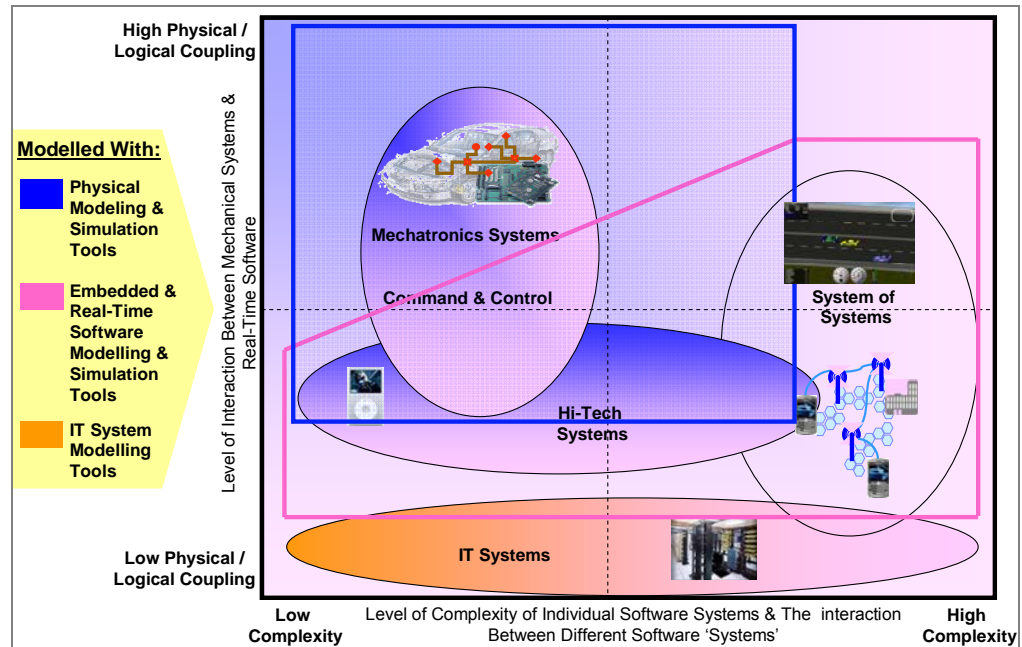 High Physical /
Logical Coupling
Level of Interaction Between Mechanical Systems &
Real-Time Software
Modelled With:
Physical
Modeling &
Simulation
Tools
Embedded &
Real-Time
Software
Modelling &
Simulation
Tools
IT System
Modelling
Tools
Mechatronics Systems
Command & Control
System of
Systems
Hi-Tech
Systems
IT Systems
Low Physical /
Logical Coupling
Low
Complexity
Level of Complexity of Individual Software Systems & The interaction
Between Different Software 'Systems'
High
Complexity